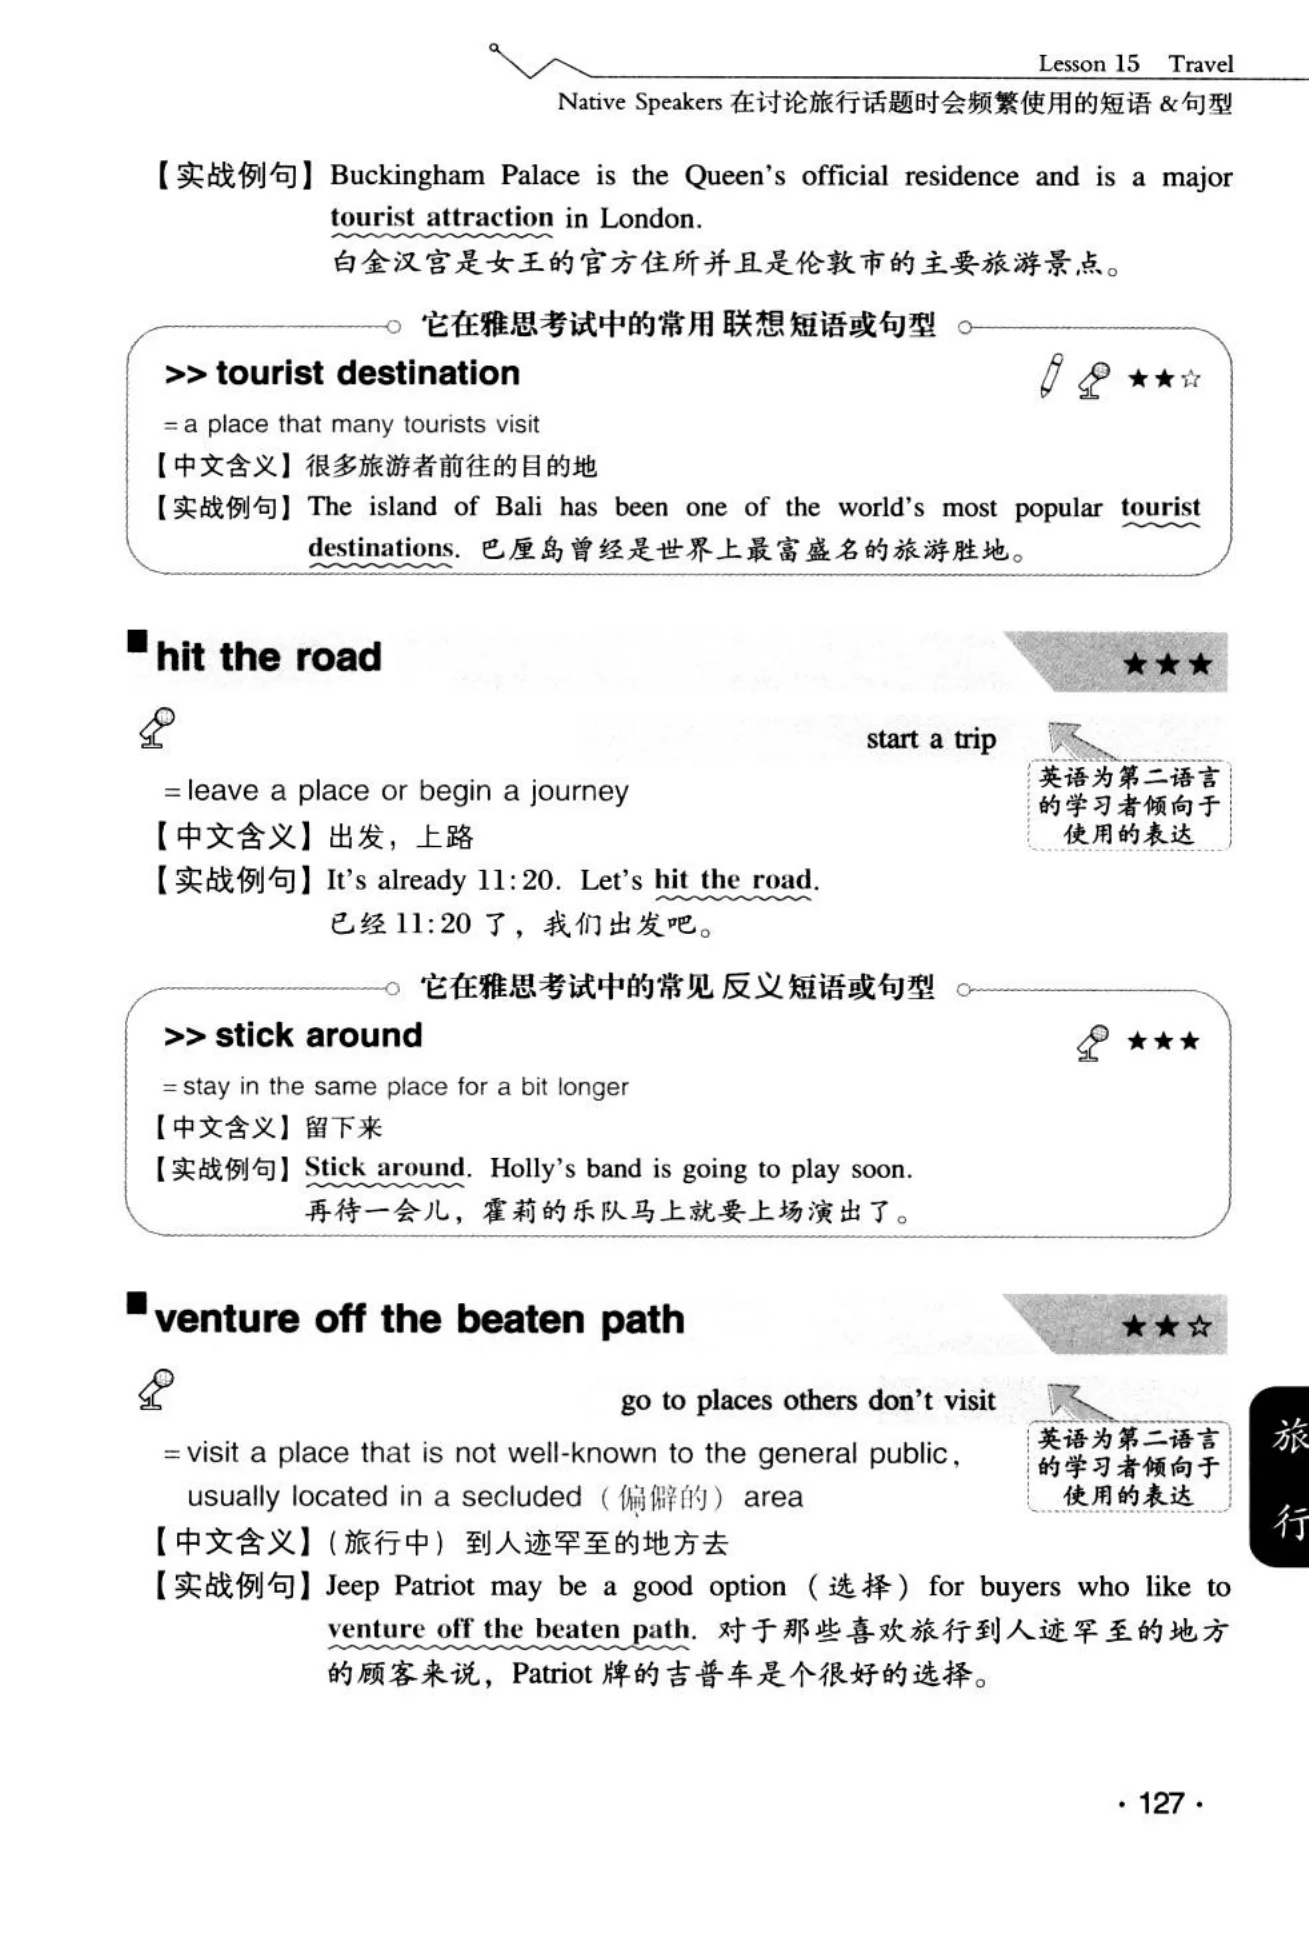 Lesson 15 Travel
Native Speakers 在讨论旅行话题时会频繁使用的短语 &句型
【实战例句】Buckingham Palace is the Queen's official residence and is a major
tourist attraction in London.
白金汉宫是女王的官方住所并且是伦敦市的主要旅游景点。
它在雅思考试中的常用联想短语或句型
>> tourist destination ★★☆
=a place that many tourists visit
【中文含义】很多旅游者前往的目的地
【实战例句】The island of Bali has been one of the world's most popular tourist
destinations. 巴厘岛曾经是世界上最富盛名的旅游胜地。
■ hit the road ★★★
start a trip
英语为第二语言
的学习者倾向于
使用的表达
=leave a place or begin a journey
【中文含义】出发，上路
【实战例句】It's already 11:20. Let's hit the road.
已经 11:20 了，我们出发吧。
它在雅思考试中的常见反义短语或句型
>> stick around ★★★
=stay in the same place for a bit longer
【中文含义】留下来
【实战例句】Stick around. Holly's band is going to play soon.
再待一会儿，霍莉的乐队马上就要上场演出了。
■ venture off the beaten path ★★☆
go to places others don't visit
英语为第二语言
的学习者倾向于
使用的表达
=visit a place that is not well-known to the general public,
usually located in a secluded（偏僻的）area
【中文含义】（旅行中）到人迹罕至的地方去
【实战例句】Jeep Patriot may be a good option（选择）for buyers who like to
venture off the beaten path. 对于那些喜欢旅行到人迹罕至的地方
的顾客来说，Patriot 牌的吉普车是个很好的选择。
旅
行
·127·